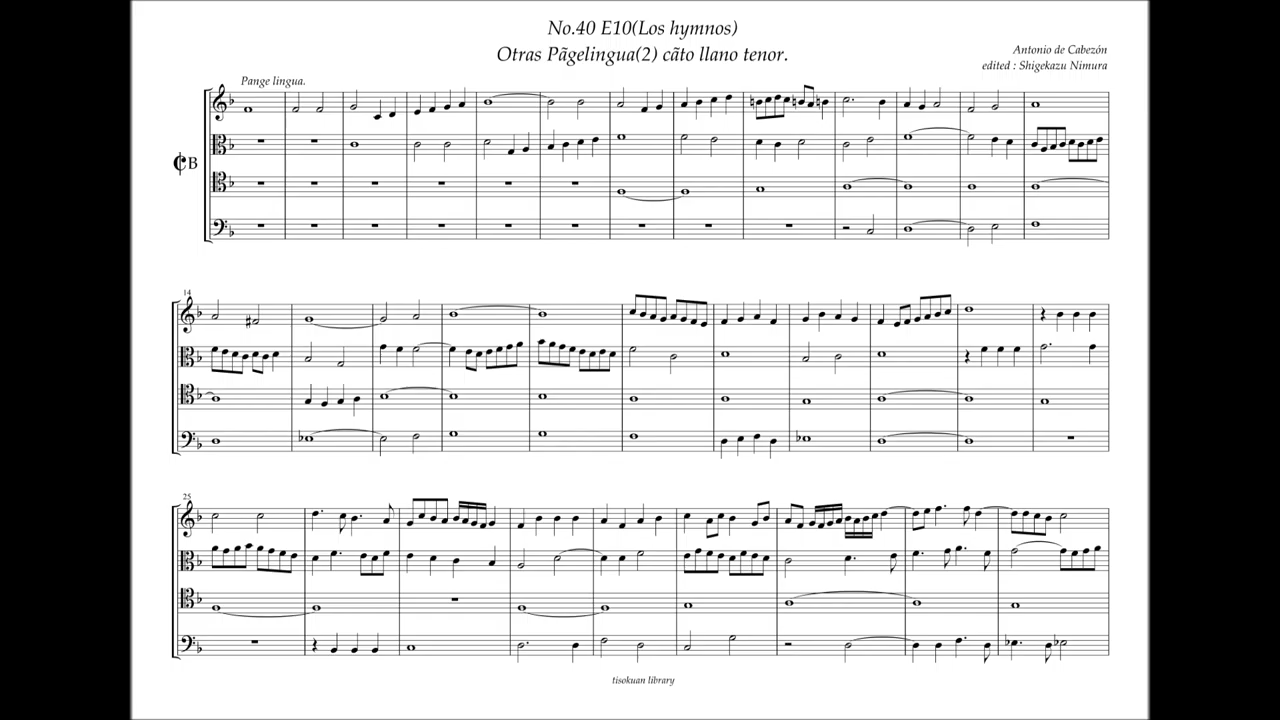 No.40 E10(Los hymnos)
Otras Pãgelingua(2) cãto llano tenor.
Antonio de Cabezón
edited : Shigekazu Nimura
Pange lingua.
B
14
25
tisokuan library